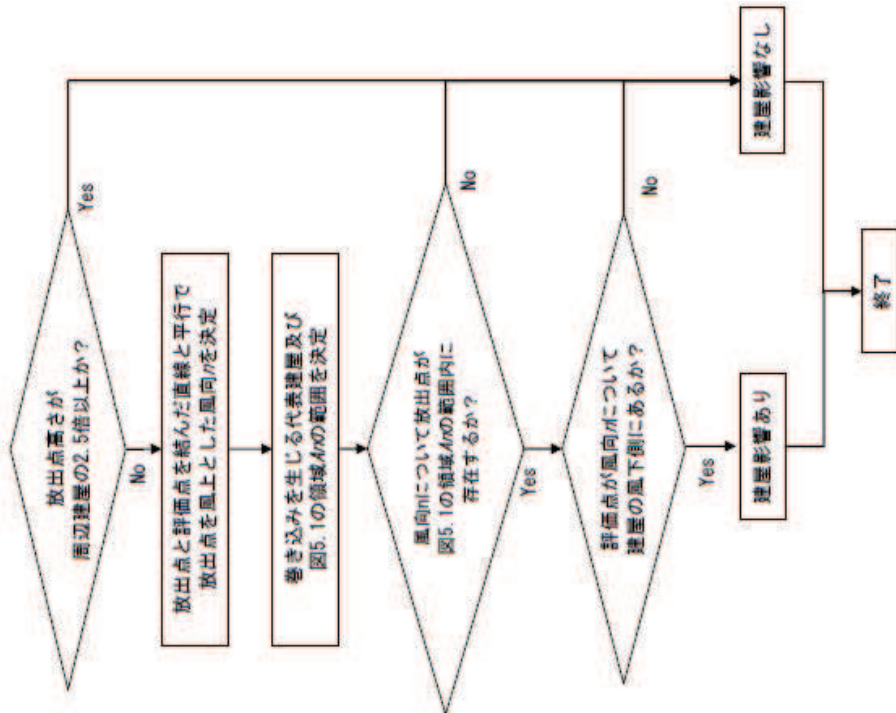 放出点高さが
周辺建屋の2.5倍以上か？
Yes
No
放出点と評価点を結んだ直線と平行で
放出点を風上とした風向nを決定
巻き込みを生じる代表建屋及び
図5.1の領域Anの範囲を決定
風向nについて放出点が
図5.1の領域Anの範囲内に
存在するか？
No
Yes
評価点が風向nについて
建屋の風下側にあるか？
No
Yes
建屋影響あり
建屋影響なし
終了